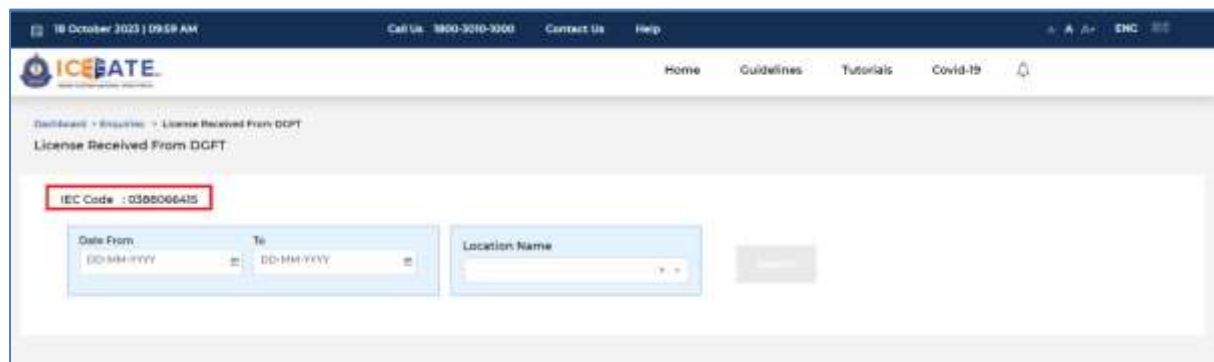 18 October 2023 | 09:59 AM Call Us 1800-3010-1000 Contact Us Help A A A+ ENG
ICEGATE
Home Guidelines Tutorials Covid-19
Dashboard > Enquiries > License Received From DGFT
License Received From DGFT
IEC Code : 0388066415
Date From To Location Name
DD-MM-YYYY DD-MM-YYYY
Search